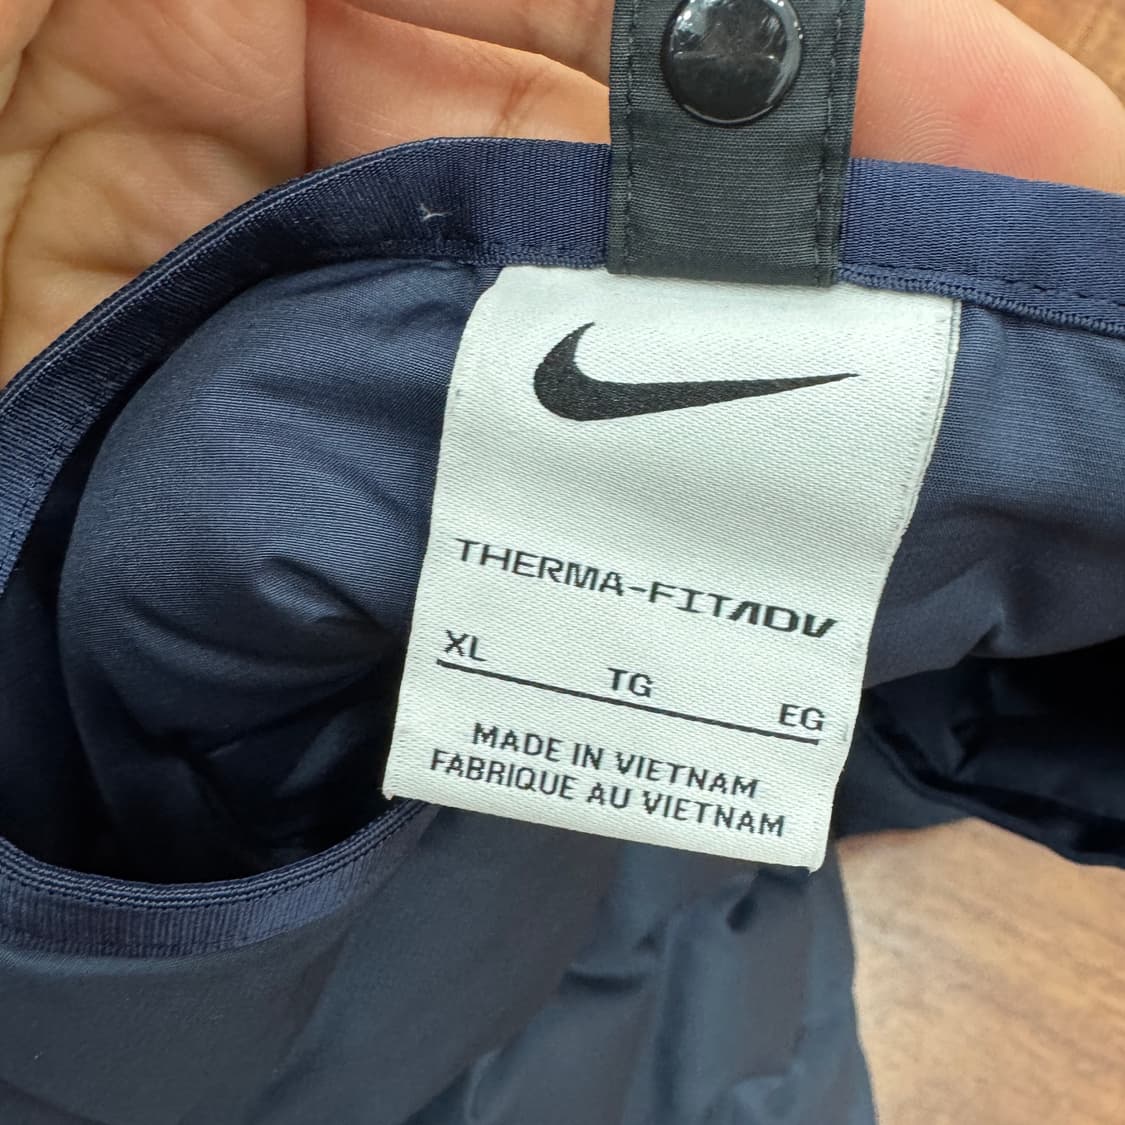 THERMA-FIT ADV
XL TG EG
MADE IN VIETNAM
FABRIQUE AU VIETNAM